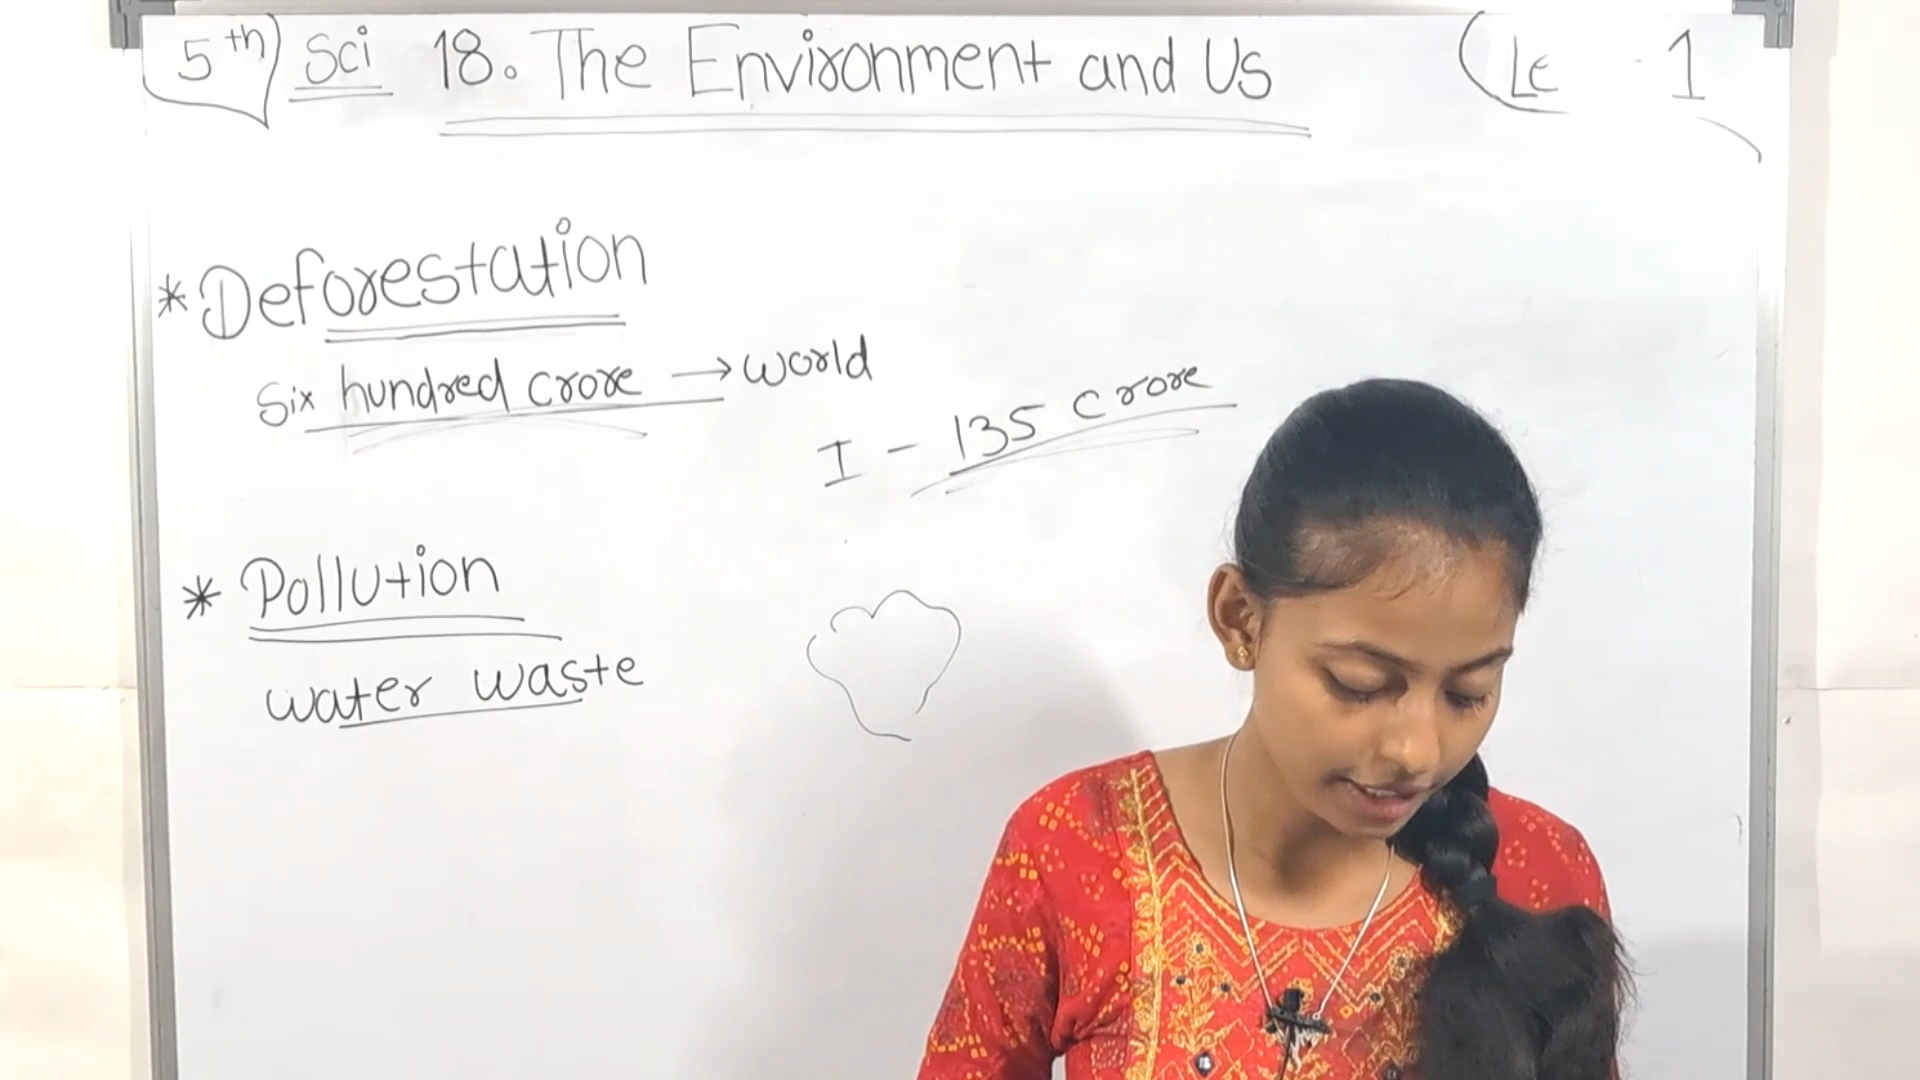 5th Sci 18. The Environment and Us Le 1
* Deforestation
Six hundred crore → world
I - 135 crore
* Pollution
water waste